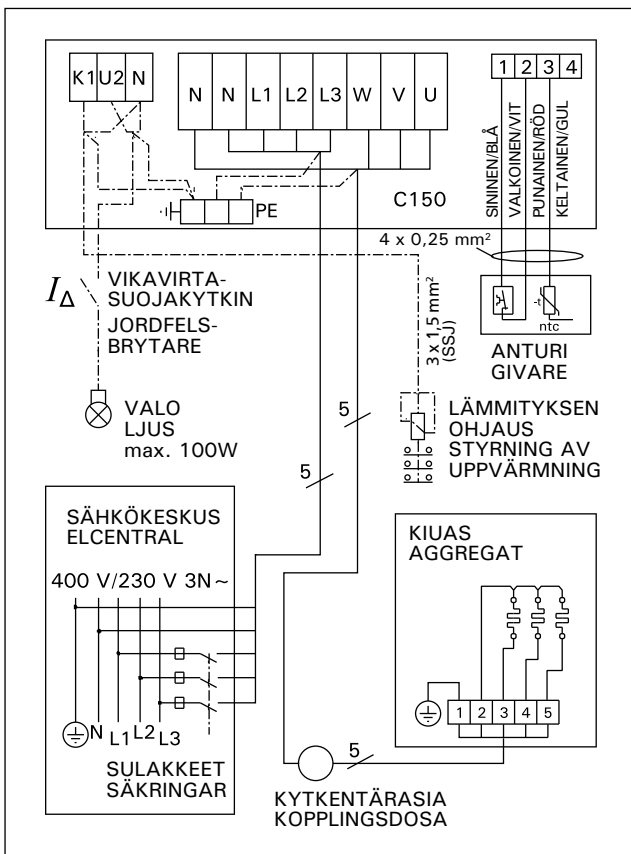 K1 U2 N
N N L1 L2 L3 W V U
1 2 3 4
SININEN/BLÅ
VALKOINEN/VIT
PUNAINEN/RÖD
KELTAINEN/GUL
PE
C150
4 x 0,25 mm²
I∆
VIKAVIRTA-
SUOJAKYTKIN
JORDFELS-
BRYTARE
3 x 1,5 mm²
(SSJ)
-t
ntc
ANTURI
GIVARE
VALO
LJUS
max. 100W
5
5
LÄMMITYKSEN
OHJAUS
STYRNING AV
UPPVÄRMNING
SÄHKÖKESKUS
ELCENTRAL
400 V/230 V 3N~
N L1 L2 L3
SULAKKEET
SÄKRINGAR
KIUAS
AGGREGAT
1 2 3 4 5
5
KYTKENTÄRASIA
KOPPLINGSDOSA